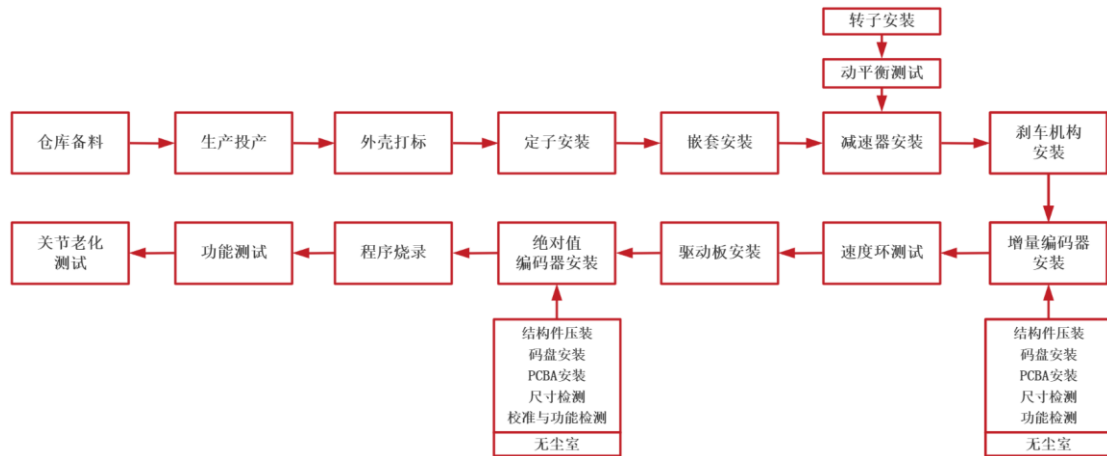 转子安装
动平衡测试
仓库备料
生产投产
外壳打标
定子安装
嵌套安装
减速器安装
刹车机构
安装
关节老化
测试
功能测试
程序烧录
绝对值
编码器安装
驱动板安装
速度环测试
增量编码器
安装
结构件压装
码盘安装
PCBA安装
尺寸检测
校准与功能检测
无尘室
结构件压装
码盘安装
PCBA安装
尺寸检测
功能检测
无尘室